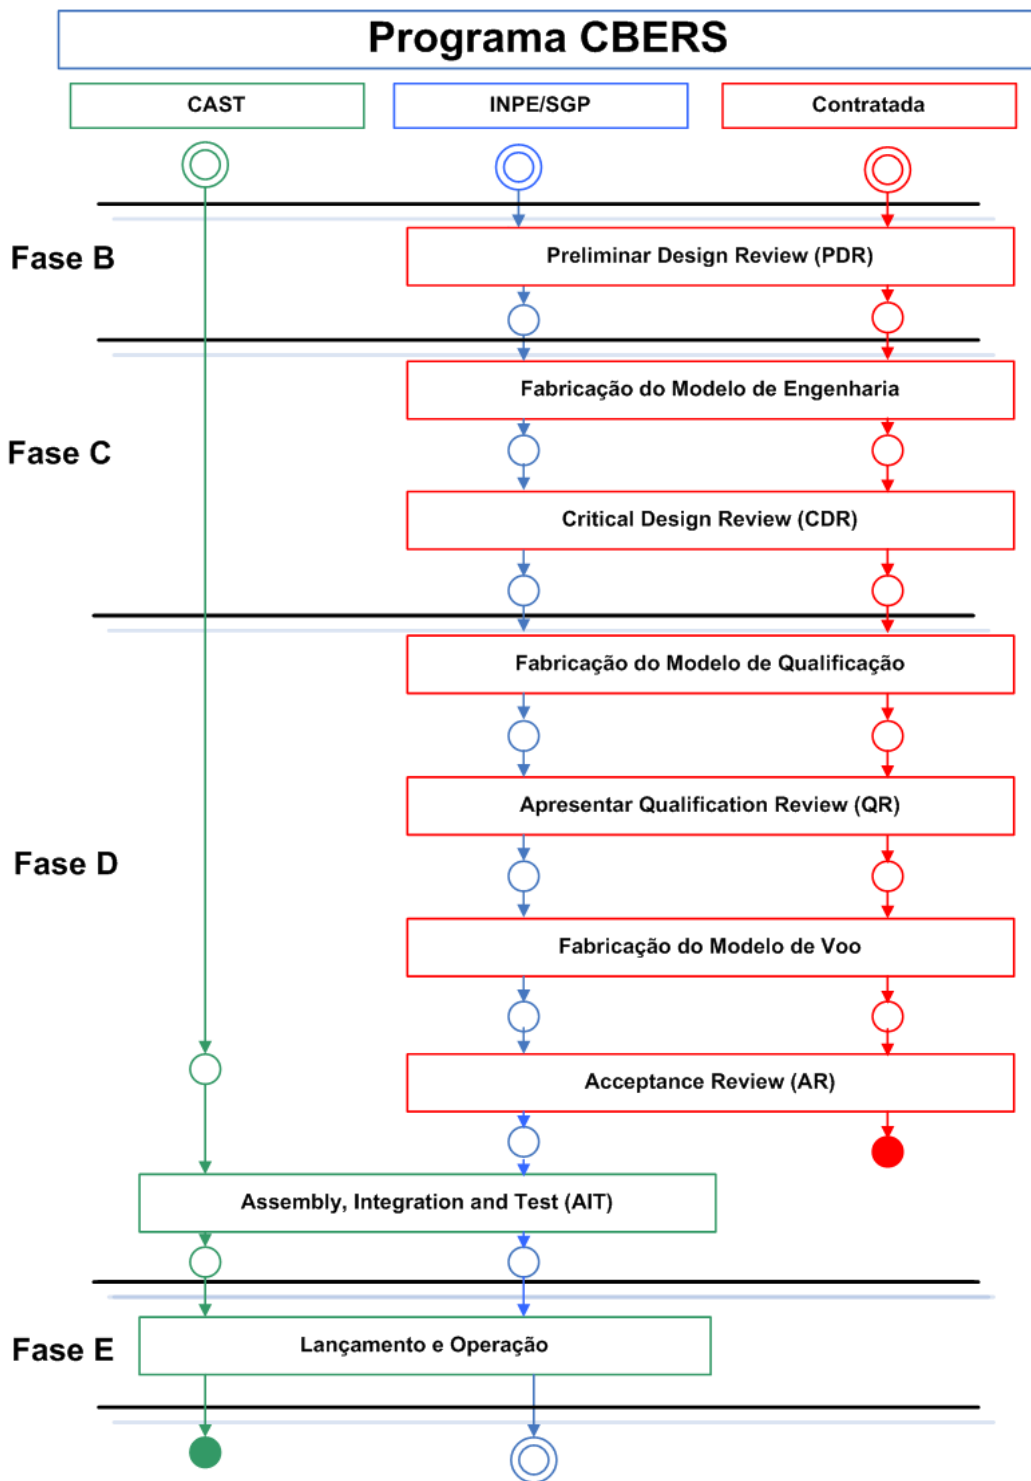 Programa CBERS
CAST
INPE/SGP
Contratada
Fase B
Preliminar Design Review (PDR)
Fabricação do Modelo de Engenharia
Fase C
Critical Design Review (CDR)
Fabricação do Modelo de Qualificação
Apresentar Qualification Review (QR)
Fase D
Fabricação do Modelo de Voo
Acceptance Review (AR)
Assembly, Integration and Test (AIT)
Fase E
Lançamento e Operação